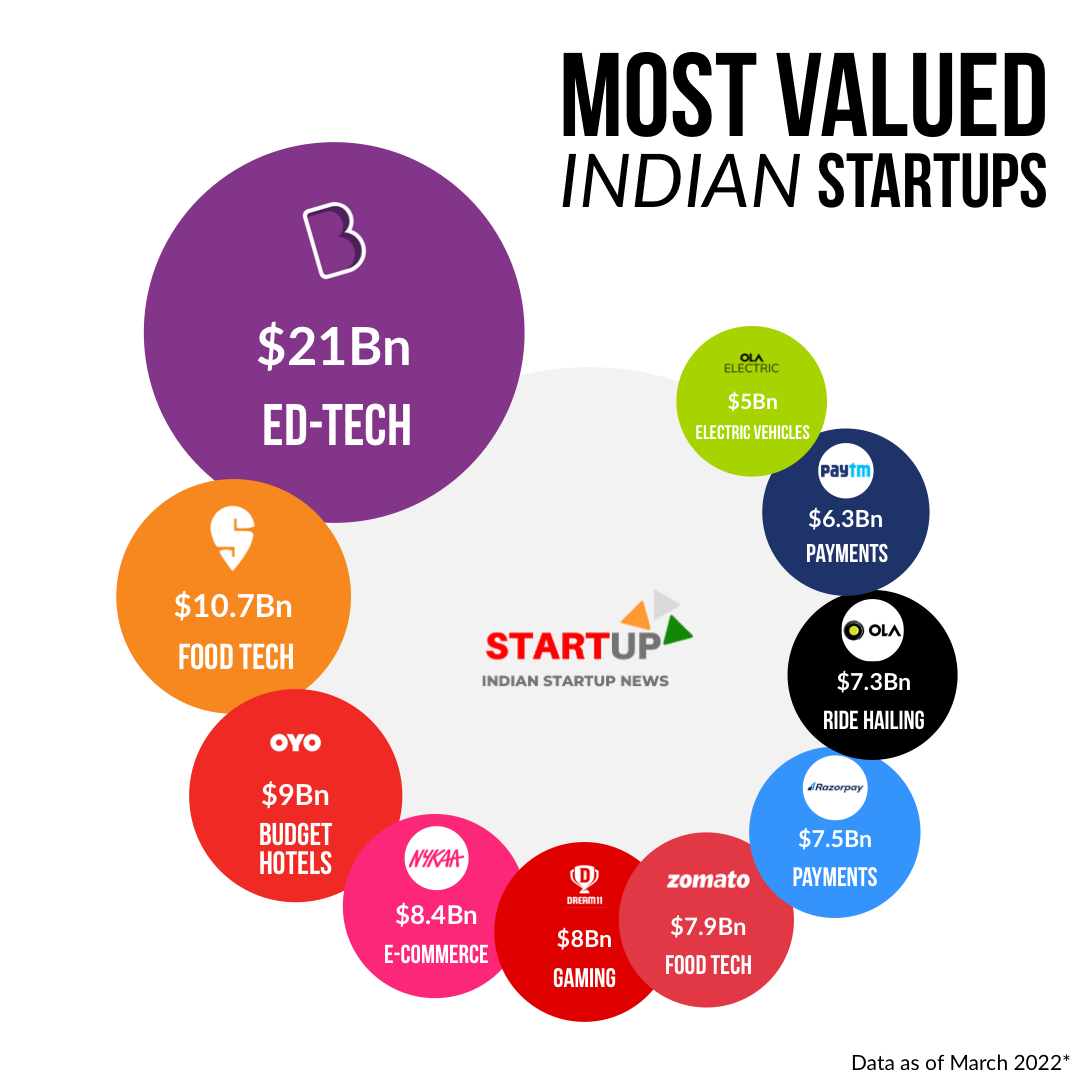 MOST VALUED
INDIAN STARTUPS
B
$21Bn
ED-TECH
$10.7Bn
FOOD TECH
OYO
$9Bn
BUDGET
HOTELS
NYKAA
$8.4Bn
E-COMMERCE
D
DREAM11
$8Bn
GAMING
zomato
$7.9Bn
FOOD TECH
Razorpay
$7.5Bn
PAYMENTS
OLA
$7.3Bn
RIDE HAILING
paytm
$6.3Bn
PAYMENTS
OLA
ELECTRIC
$5Bn
ELECTRIC VEHICLES
STARTUP
INDIAN STARTUP NEWS
Data as of March 2022*